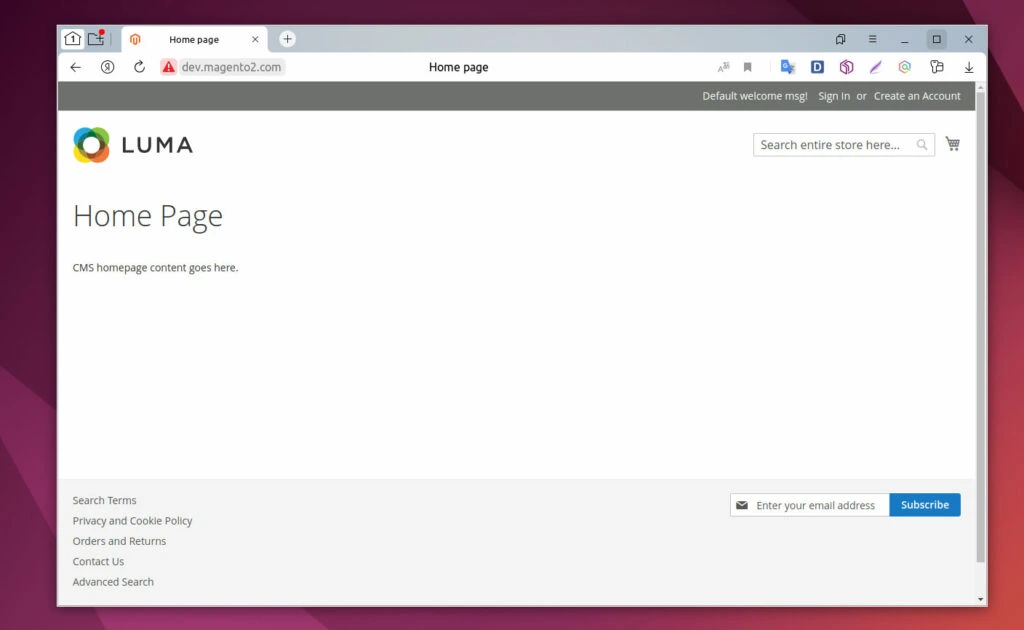 1
Home page
Я
dev.magento2.com
Home page
D
Default welcome msg! Sign In or Create an Account
LUMA
Search entire store here...
Home Page
CMS homepage content goes here.
Search Terms
Privacy and Cookie Policy
Orders and Returns
Contact Us
Advanced Search
Enter your email address
Subscribe